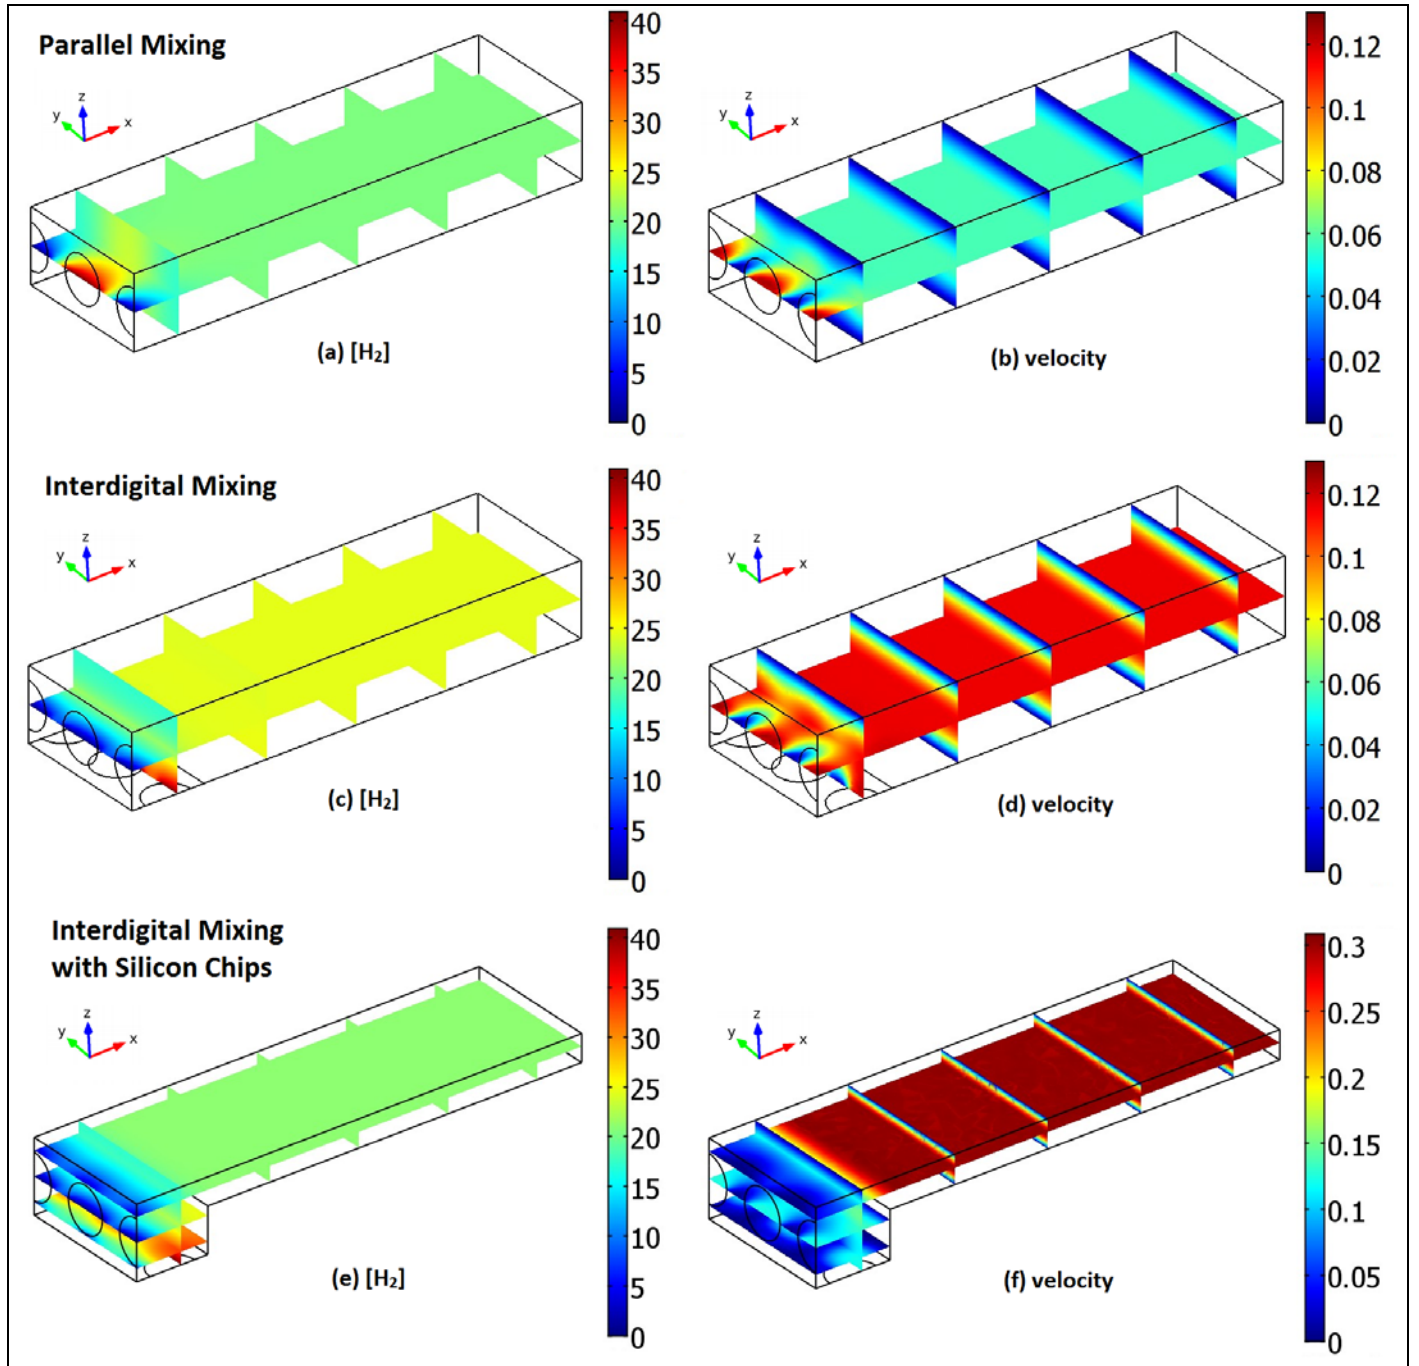 Parallel Mixing
z
y
x
40
35
30
25
20
15
10
5
0
(a) [H₂]
z
y
x
0.12
0.1
0.08
0.06
0.04
0.02
0
(b) velocity
Interdigital Mixing
z
y
x
40
35
30
25
20
15
10
5
0
(c) [H₂]
z
y
x
0.12
0.1
0.08
0.06
0.04
0.02
0
(d) velocity
Interdigital Mixing
with Silicon Chips
z
y
x
40
35
30
25
20
15
10
5
0
(e) [H₂]
z
y
x
0.3
0.25
0.2
0.15
0.1
0.05
0
(f) velocity